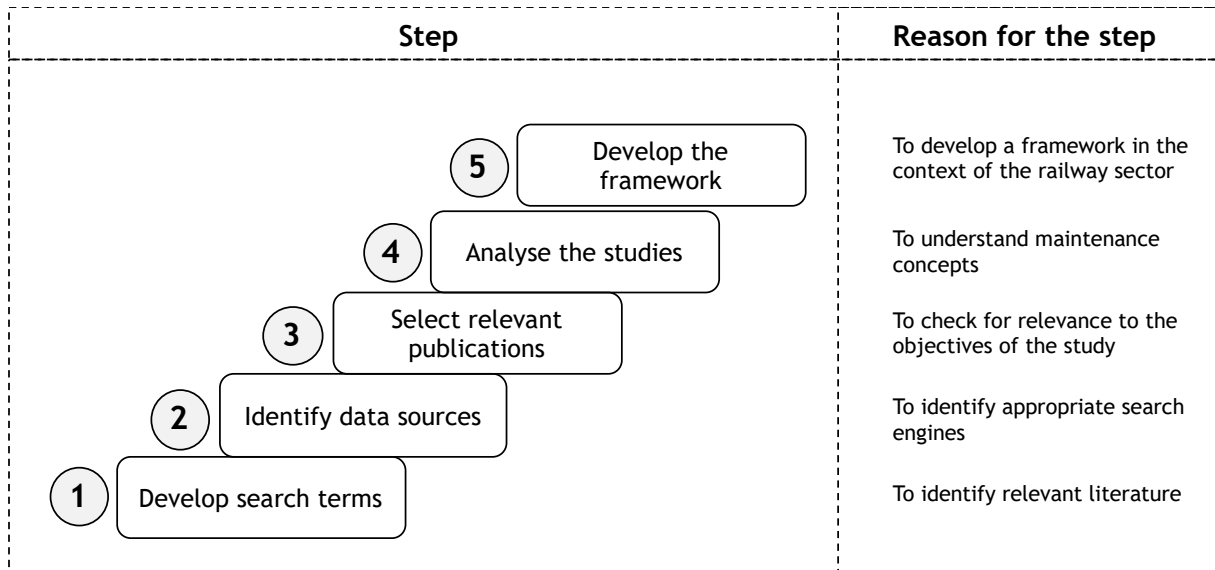 Step
Reason for the step
5
Develop the
framework
To develop a framework in the
context of the railway sector
4
Analyse the studies
To understand maintenance
concepts
3
Select relevant
publications
To check for relevance to the
objectives of the study
2
Identify data sources
To identify appropriate search
engines
1
Develop search terms
To identify relevant literature